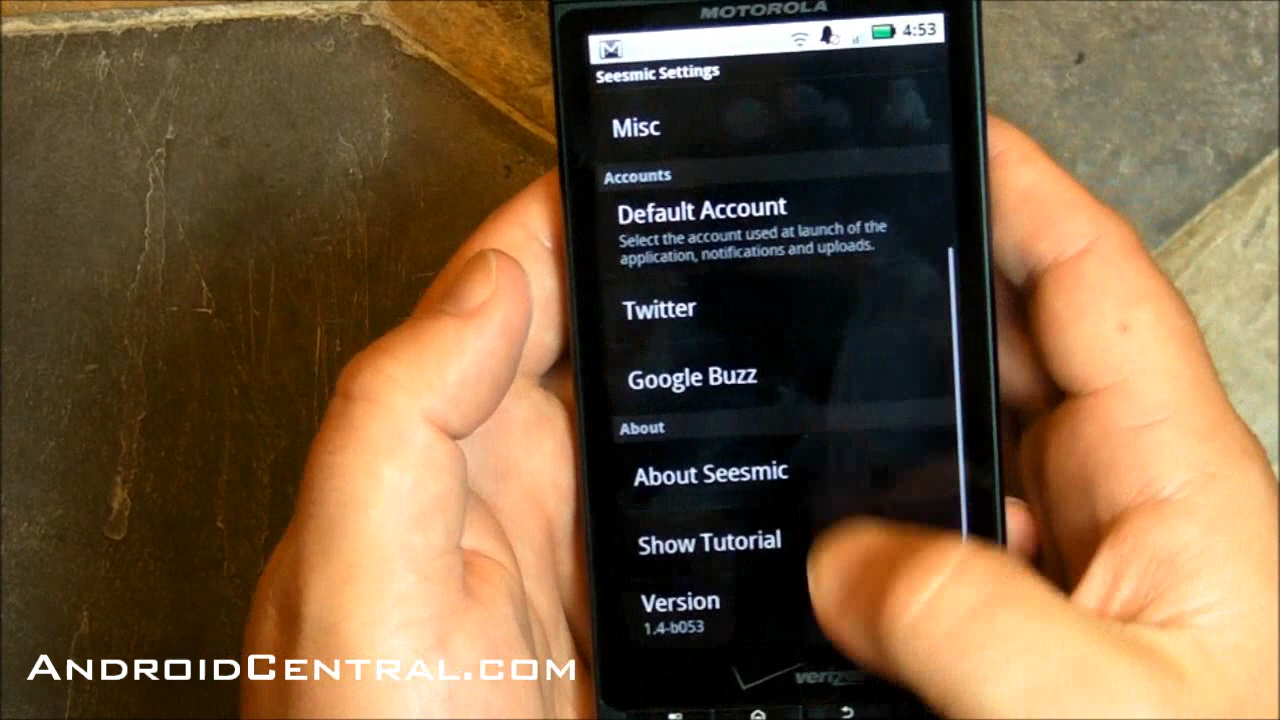 MOTOROLA
4:53
Seesmic Settings
Misc
Accounts
Default Account
Select the account used at launch of the
application, notifications and uploads.
Twitter
Google Buzz
About
About Seesmic
Show Tutorial
Version
1.4-b053
verizon
ANDROIDCENTRAL.COM